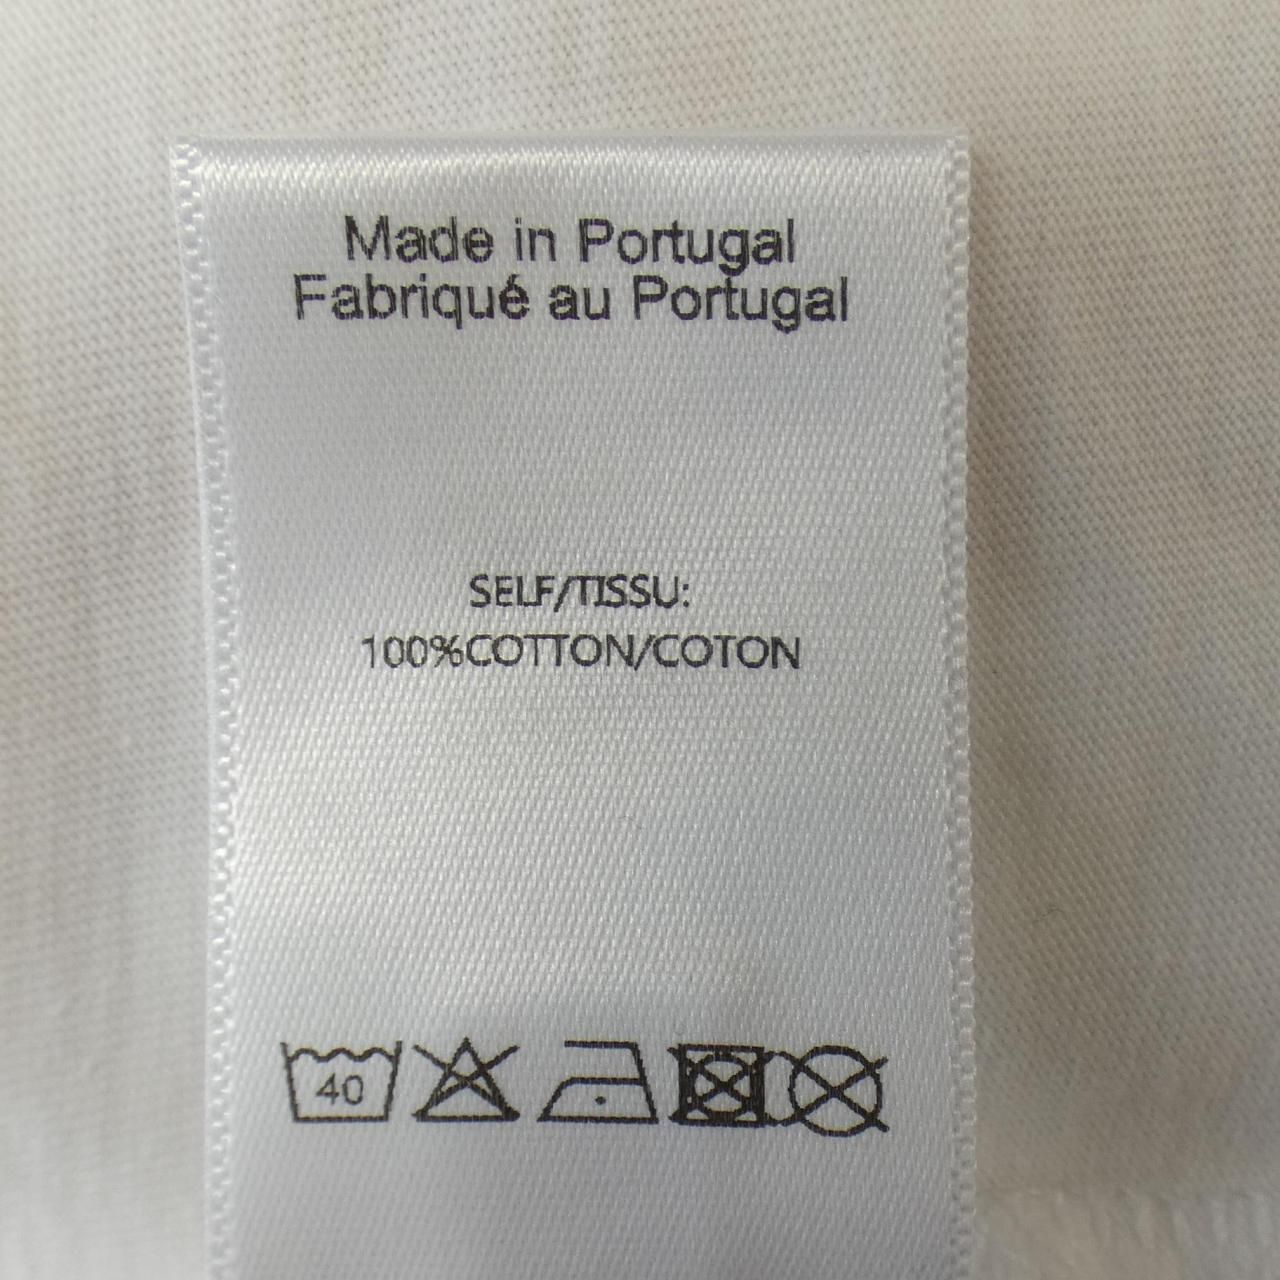 Made in Portugal
Fabriqué au Portugal
SELF/TISSU:
100%COTTON/COTON
40